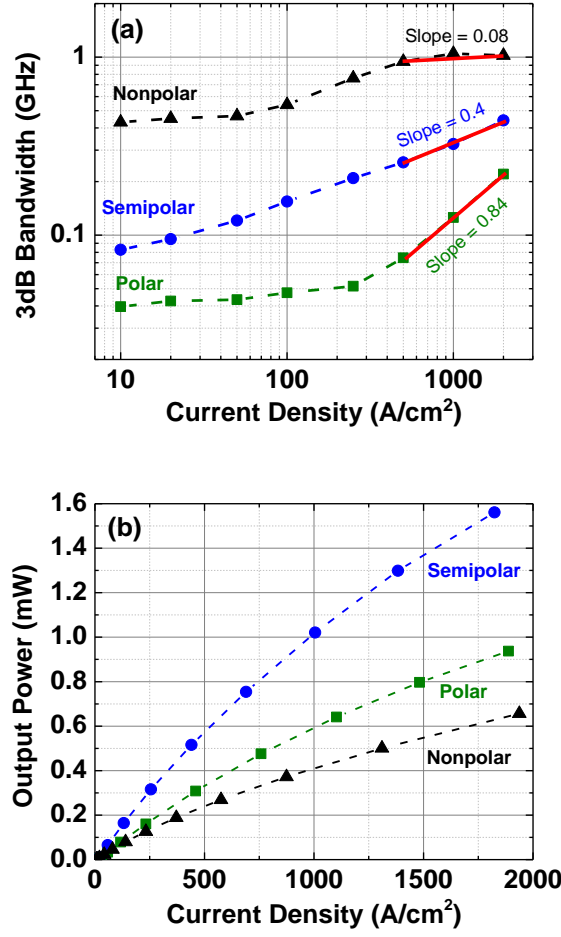 (a)
Slope = 0.08
1
Nonpolar
Slope = 0.4
Semipolar
0.1
Slope = 0.84
Polar
3dB Bandwidth (GHz)
10 100 1000
Current Density (A/cm²)
(b)
1.6
1.4
Semipolar
1.2
1.0
0.8
Polar
0.6
Nonpolar
0.4
0.2
0.0
Output Power (mW)
0 500 1000 1500 2000
Current Density (A/cm²)